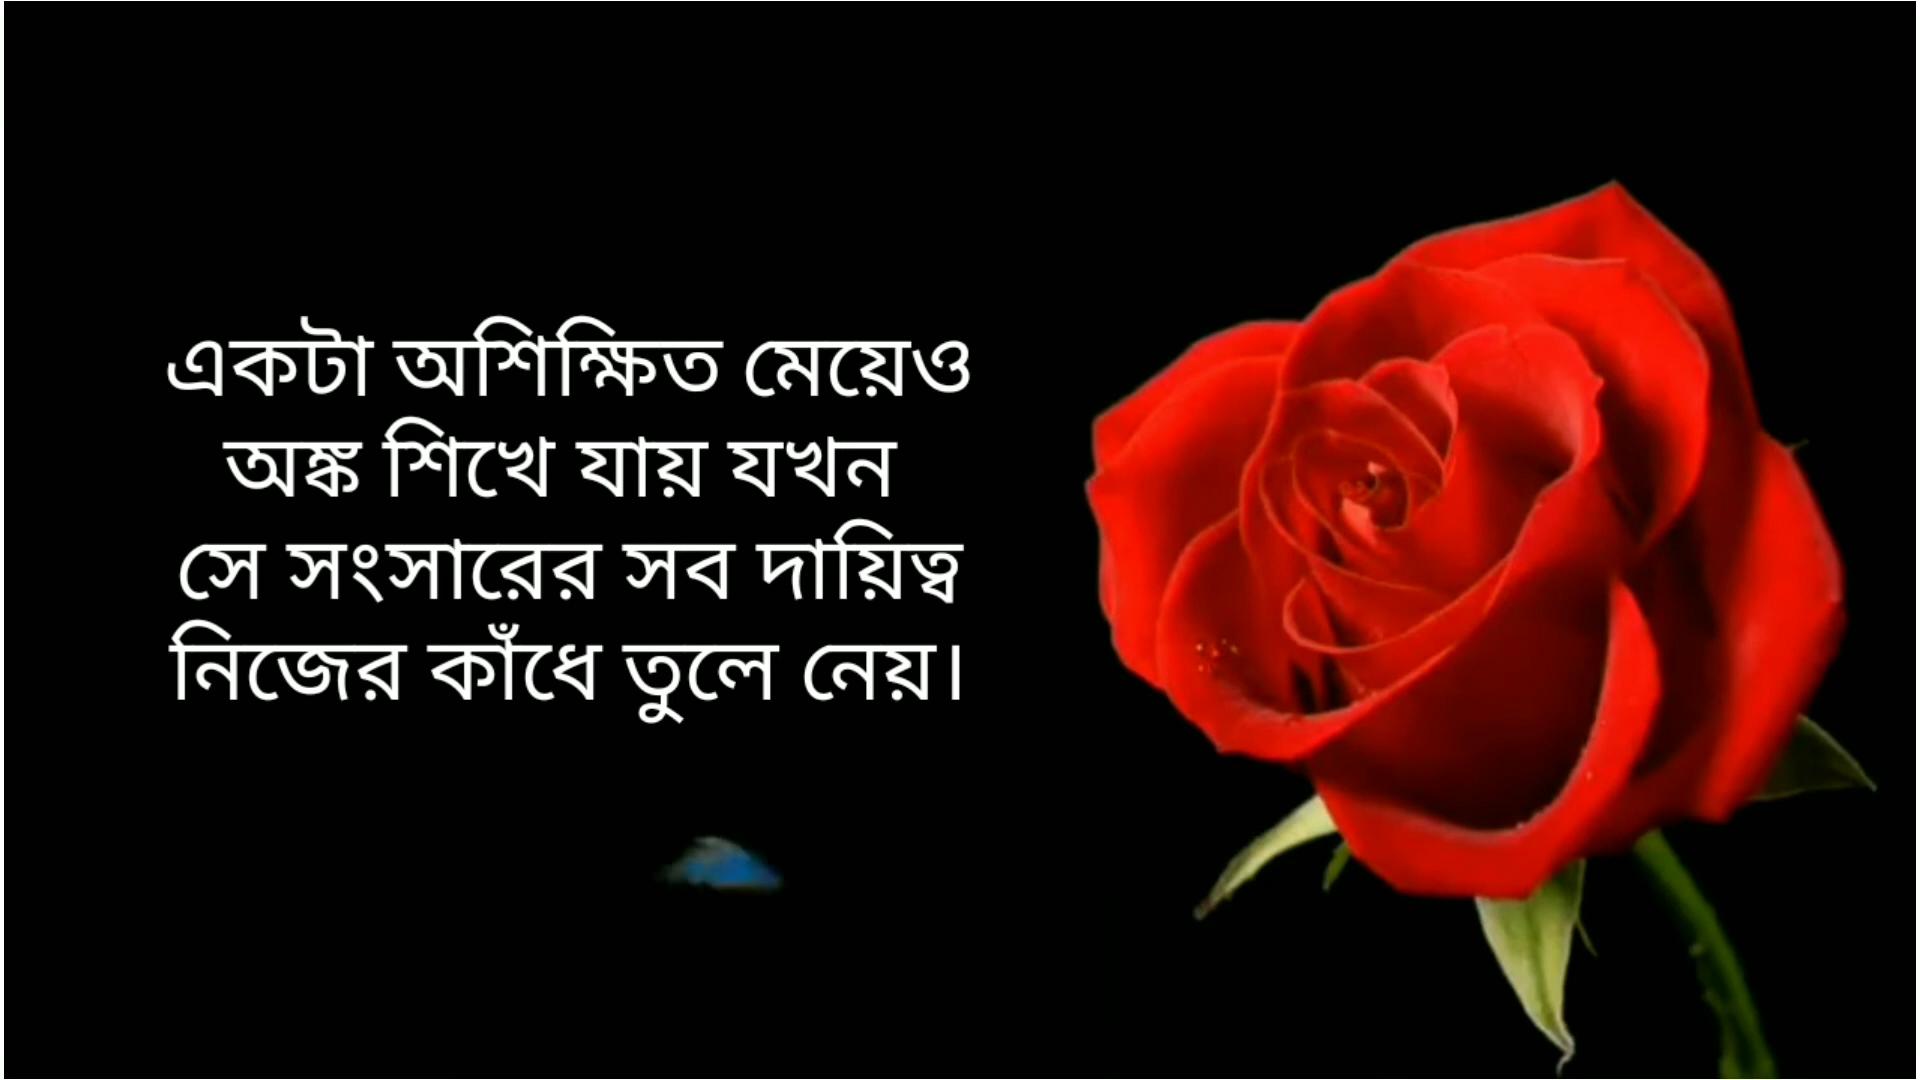 একটা অশিক্ষিত মেয়েও
অঙ্ক শিখে যায় যখন
সে সংসারের সব দায়িত্ব
নিজের কাঁধে তুলে নেয়।